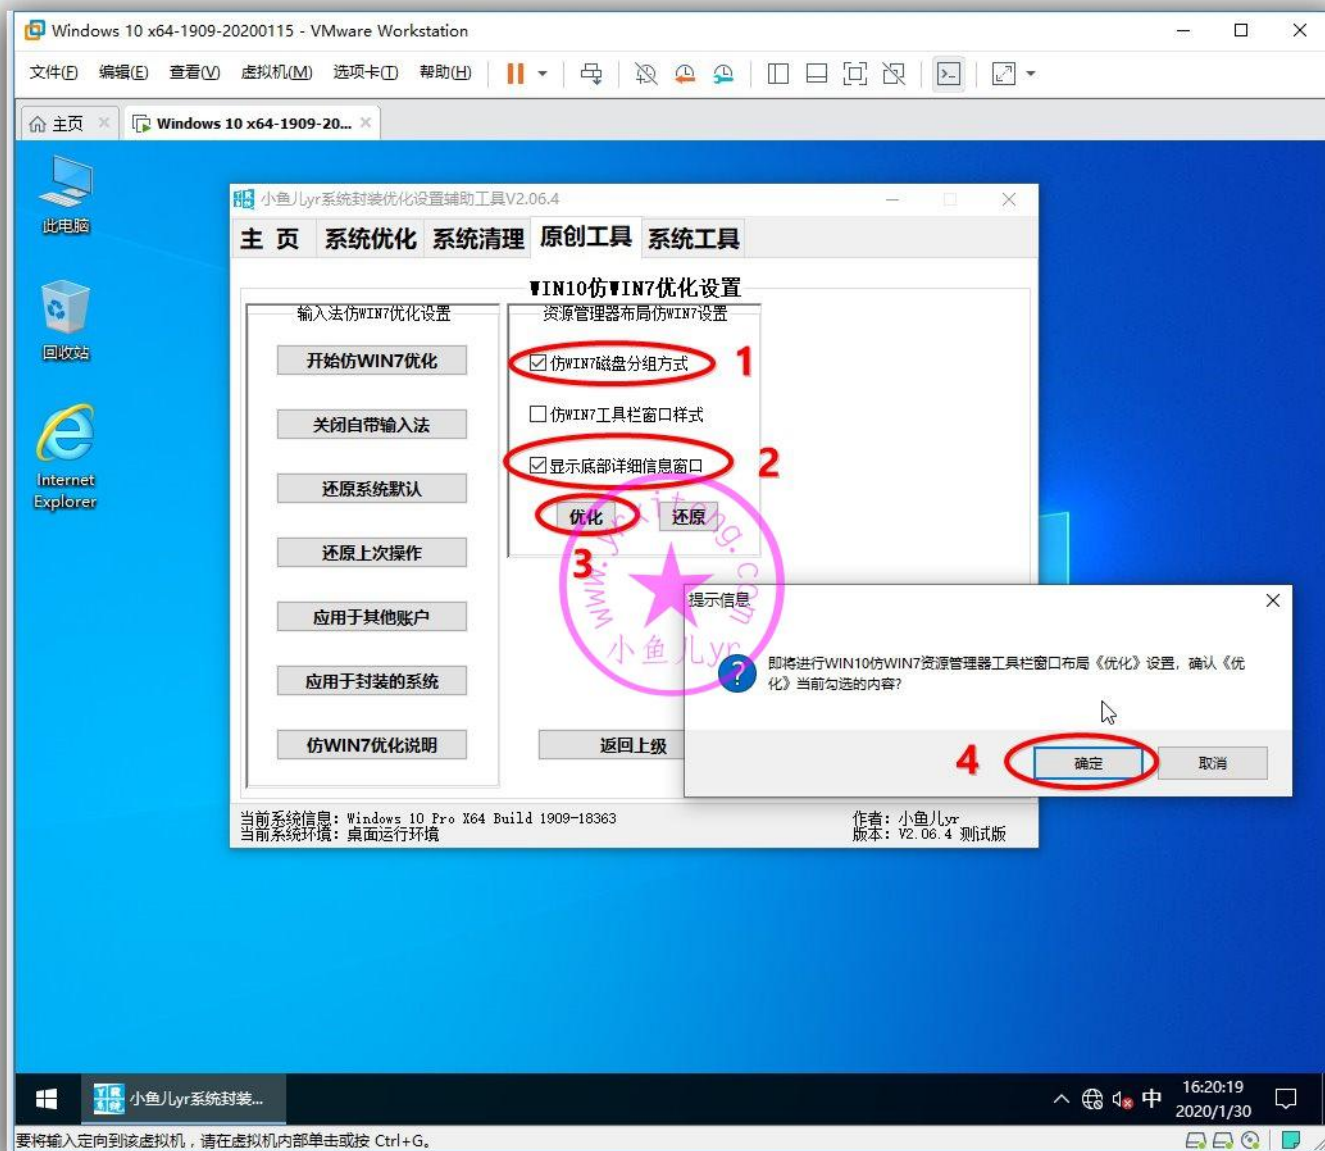 Windows 10 x64-1909-20200115 - VMware Workstation
文件(F) 编辑(E) 查看(V) 虚拟机(M) 选项卡(T) 帮助(H)
主页 Windows 10 x64-1909-20...
此电脑
回收站
Internet
Explorer
小鱼儿yr系统封装优化设置辅助工具V2.06.4
主 页 系统优化 系统清理 原创工具 系统工具
WIN10仿WIN7优化设置
输入法仿WIN7优化设置
开始仿WIN7优化
关闭自带输入法
还原系统默认
还原上次操作
应用于其他账户
应用于封装的系统
仿WIN7优化说明
资源管理器布局仿WIN7设置
仿WIN7磁盘分组方式 1
仿WIN7工具栏窗口样式
显示底部详细信息窗口 2
优化 还原
3
www.yrxitong.com
小鱼儿yr
返回上级
提示信息
即将进行WIN10仿WIN7资源管理器工具栏窗口布局《优化》设置，确认《优
化》当前勾选的内容?
4 确定 取消
当前系统信息: Windows 10 Pro X64 Build 1909-18363
当前系统环境: 桌面运行环境
作者: 小鱼儿yr
版本: V2.06.4 测试版
小鱼儿yr系统封装...
中
16:20:19
2020/1/30
要将输入定向到该虚拟机，请在虚拟机内部单击或按 Ctrl+G。